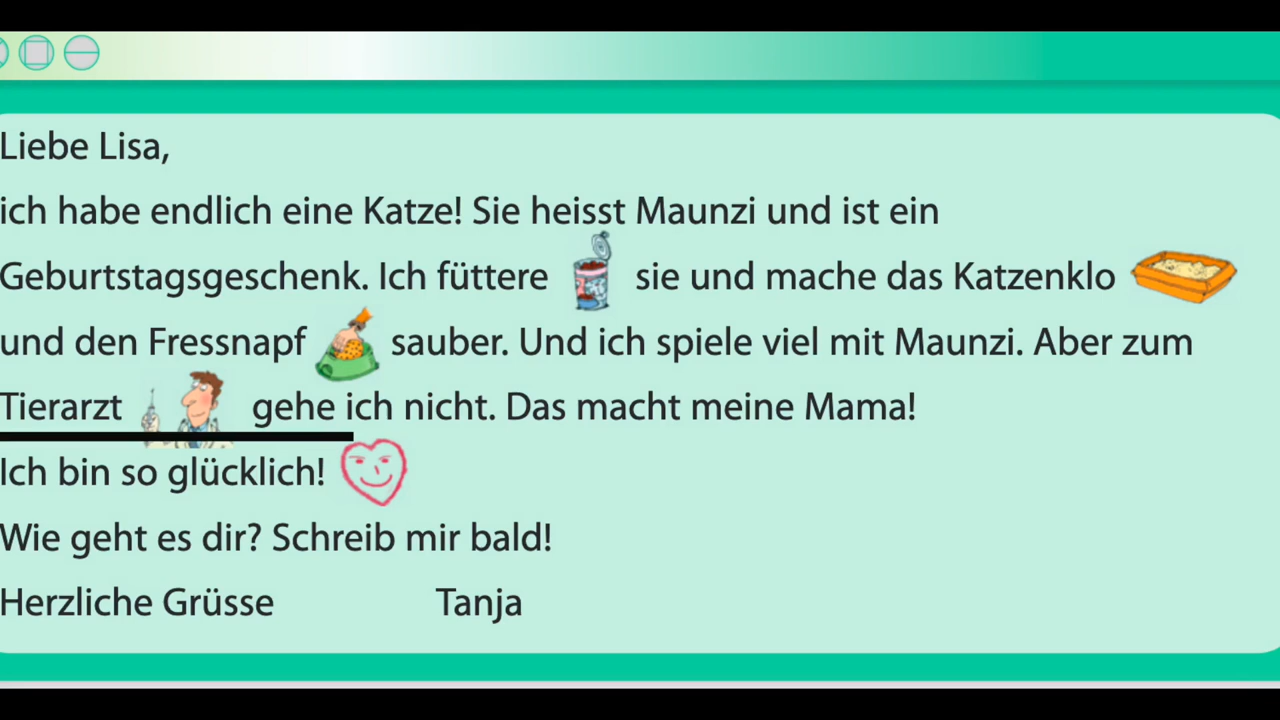 Liebe Lisa,
ich habe endlich eine Katze! Sie heisst Maunzi und ist ein
Geburtstagsgeschenk. Ich füttere sie und mache das Katzenklo
und den Fressnapf sauber. Und ich spiele viel mit Maunzi. Aber zum
Tierarzt gehe ich nicht. Das macht meine Mama!
Ich bin so glücklich!
Wie geht es dir? Schreib mir bald!
Herzliche Grüsse Tanja